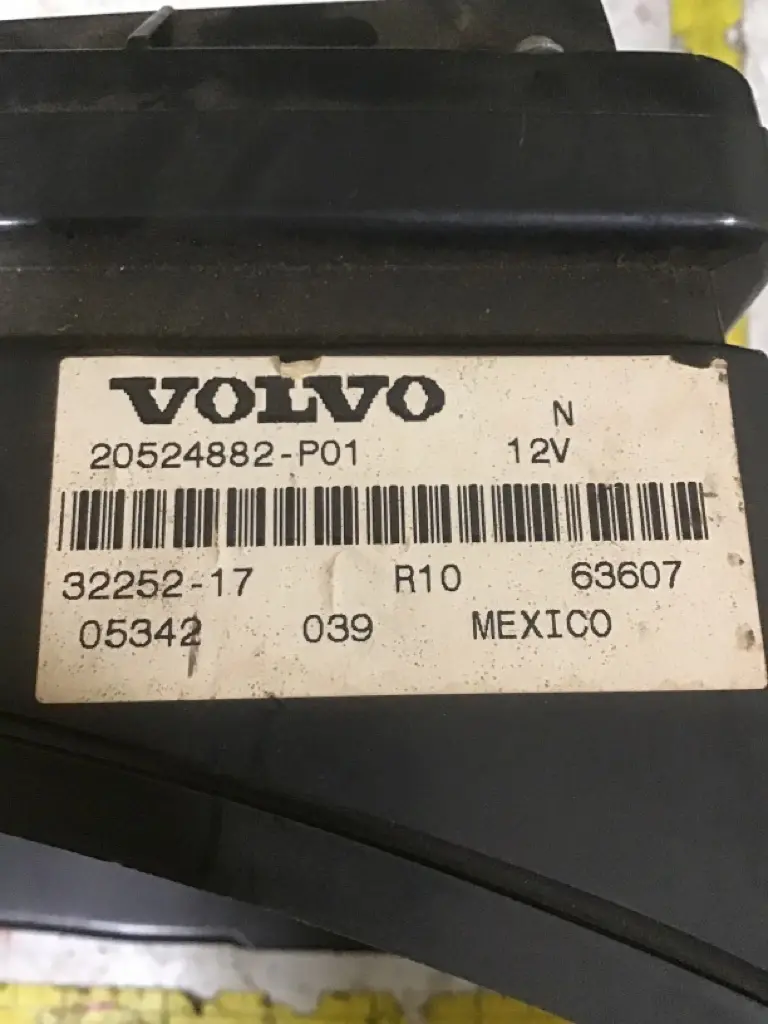 VOLVO N
20524882-P01 12V
32252-17 R10 63607
05342 039 MEXICO